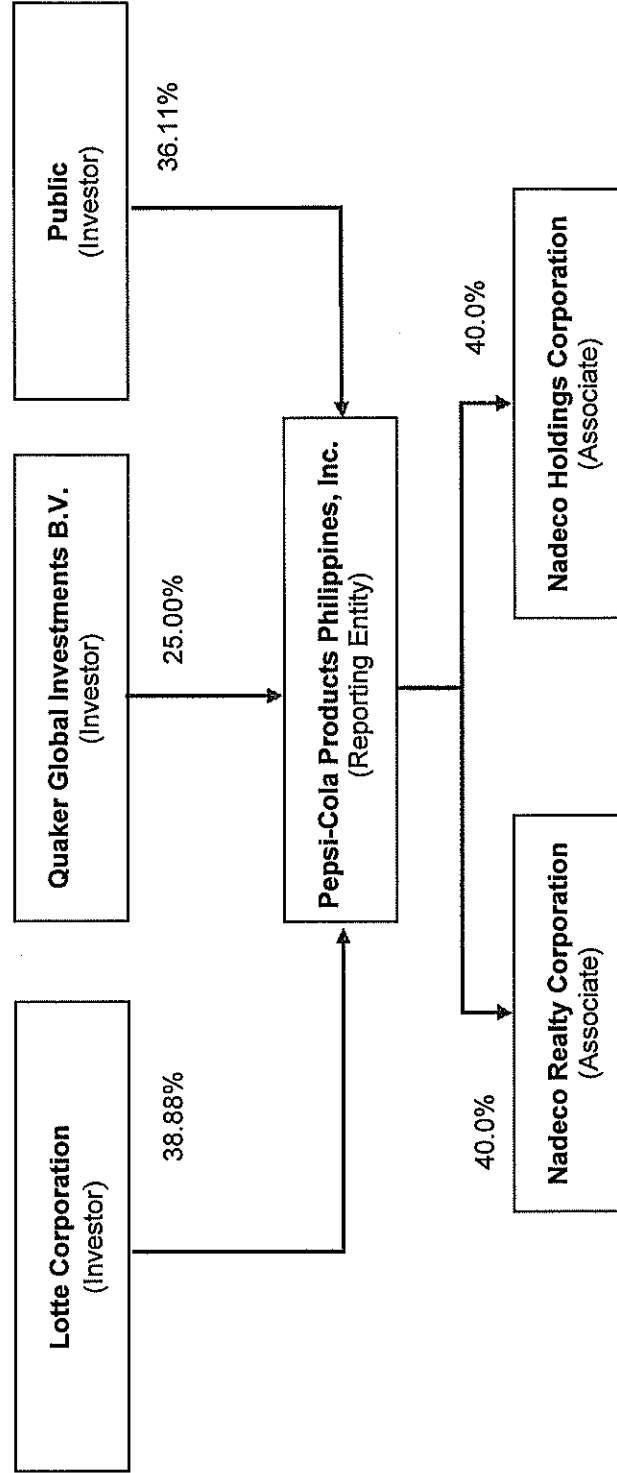 Lotte Corporation
(Investor)
Quaker Global Investments B.V.
(Investor)
Public
(Investor)
38.88%
25.00%
36.11%
Pepsi-Cola Products Philippines, Inc.
(Reporting Entity)
40.0%
40.0%
Nadeco Realty Corporation
(Associate)
Nadeco Holdings Corporation
(Associate)